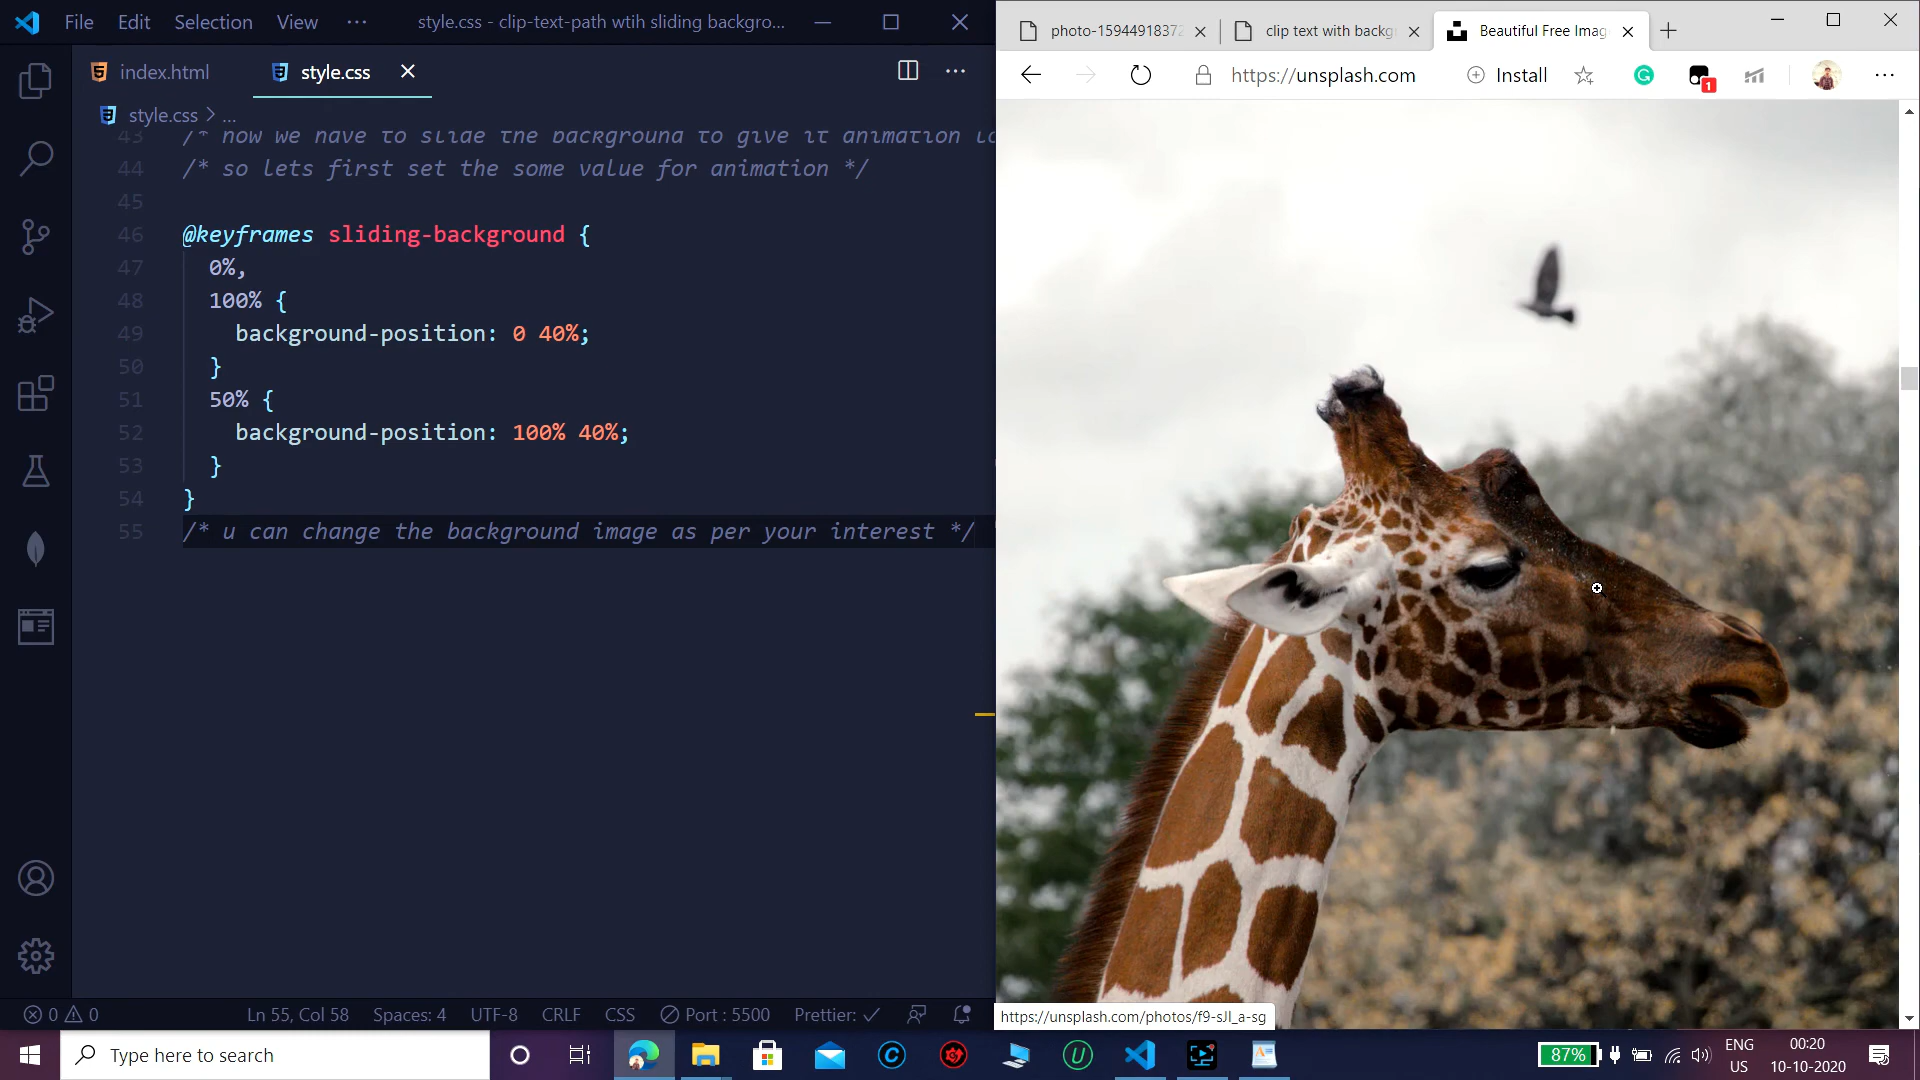 File Edit Selection View ··· style.css - clip-text-path wtih sliding backgro...
index.html style.css
style.css > ...
43 /* now we have to slide the background to give it animation
44 /* so lets first set the some value for animation */
45
46 @keyframes sliding-background {
47 0%,
48 100% {
49 background-position: 0 40%;
50 }
51 50% {
52 background-position: 100% 40%;
53 }
54 }
55 /* u can change the background image as per your interest */
0 0 Ln 55, Col 58 Spaces: 4 UTF-8 CRLF CSS Port : 5500 Prettier: ✓
photo-1594491837 clip text with backg Beautiful Free Imag
https://unsplash.com Install 1
https://unsplash.com/photos/f9-sJl_a-sg
Type here to search
87% ENG US 00:20 10-10-2020